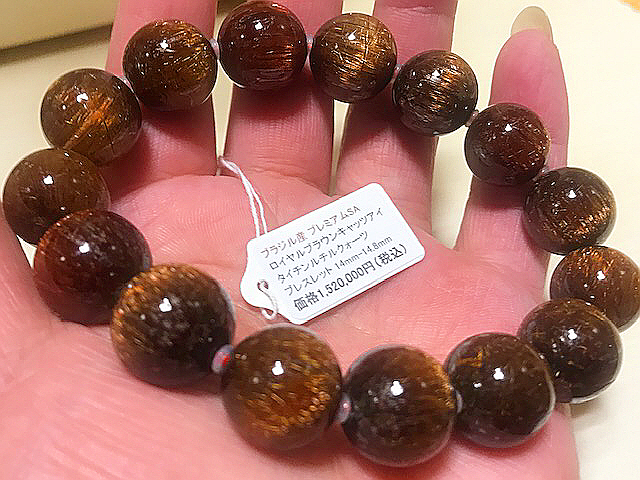 ブラジル産 プレミアムSA
ロイヤルブラウンキャッツアイ
タイチンルチルクォーツ
ブレスレット 14mm-14.8mm
価格1,520,000円(税込)